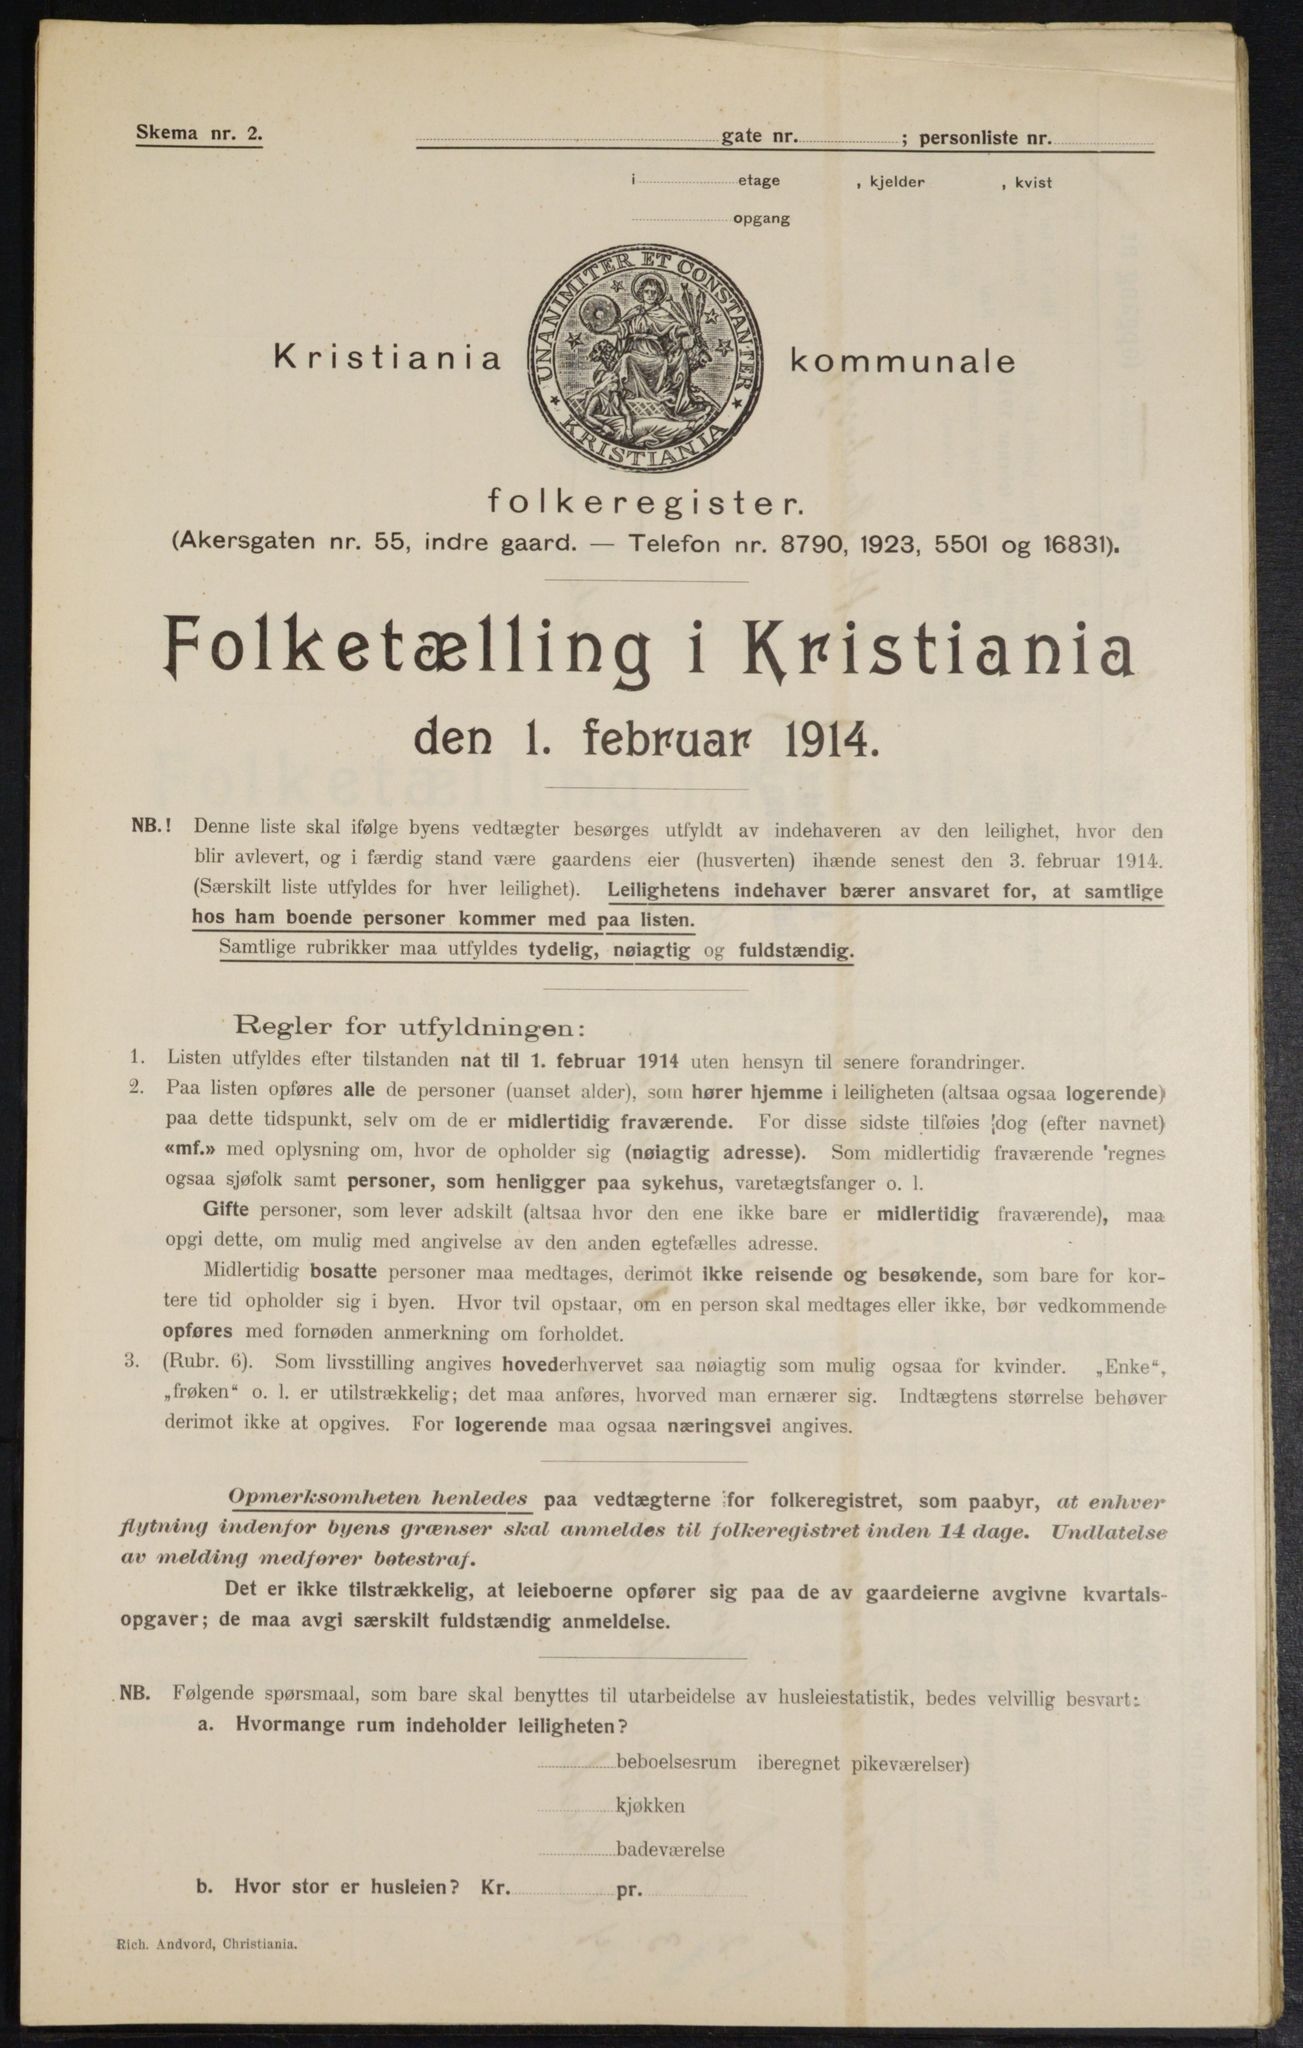 Skema nr. 2.
gate nr. ; personliste nr.
i etage , kjelder , kvist
opgang
UNANIMITER ET CONSTANTER
KRISTIANIA
Kristiania kommunale
folkeregister.
(Akersgaten nr. 55, indre gaard. — Telefon nr. 8790, 1923, 5501 og 16831).
Folketælling i Kristiania
den 1. februar 1914.
NB.! Denne liste skal ifølge byens vedtægter besørges utfyldt av indehaveren av den leilighet, hvor den
blir avlevert, og i færdig stand være gaardens eier (husverten) ihænde senest den 3. februar 1914.
(Særskilt liste utfyldes for hver leilighet). Leilighetens indehaver bærer ansvaret for, at samtlige
hos ham boende personer kommer med paa listen.
Samtlige rubrikker maa utfyldes tydelig, nøiagtig og fuldstændig.
Regler for utfyldningen:
1. Listen utfyldes efter tilstanden nat til 1. februar 1914 uten hensyn til senere forandringer.
2. Paa listen opføres alle de personer (uanset alder), som hører hjemme i leiligheten (altsaa ogsaa logerende)
paa dette tidspunkt, selv om de er midlertidig fraværende. For disse sidste tilføies dog (efter navnet)
«mf.» med oplysning om, hvor de opholder sig (nøiagtig adresse). Som midlertidig fraværende regnes
ogsaa sjøfolk samt personer, som henligger paa sykehus, varetægtsfanger o. l.
Gifte personer, som lever adskilt (altsaa hvor den ene ikke bare er midlertidig fraværende), maa
opgi dette, om mulig med angivelse av den anden egtefælles adresse.
Midlertidig bosatte personer maa medtages, derimot ikke reisende og besøkende, som bare for kor-
tere tid opholder sig i byen. Hvor tvil opstaar, om en person skal medtages eller ikke, bør vedkommende
opføres med fornøden anmerkning om forholdet.
3. (Rubr. 6). Som livsstilling angives hovederhvervet saa nøiagtig som mulig ogsaa for kvinder. „Enke“,
„frøken“ o. l. er utilstrækkelig; det maa anføres, hvorved man ernærer sig. Indtægtens størrelse behøver
derimot ikke at opgives. For logerende maa ogsaa næringsvei angives.
Opmerksomheten henledes paa vedtægterne for folkeregistret, som paabyr, at enhver
flytning indenfor byens grænser skal anmeldes til folkeregistret inden 14 dage. Undlatelse
av melding medfører bøtestraf.
Det er ikke tilstrækkelig, at leieboerne opfører sig paa de av gaardeierne avgivne kvartals-
opgaver; de maa avgi særskilt fuldstændig anmeldelse.
NB. Følgende spørsmaal, som bare skal benyttes til utarbeidelse av husleiestatistik, bedes velvillig besvart:
a. Hvormange rum indeholder leiligheten?
beboelsesrum iberegnet pikeværelser)
kjøkken
badeværelse
b. Hvor stor er husleien? Kr. pr.
Rich. Andvord, Christiania.